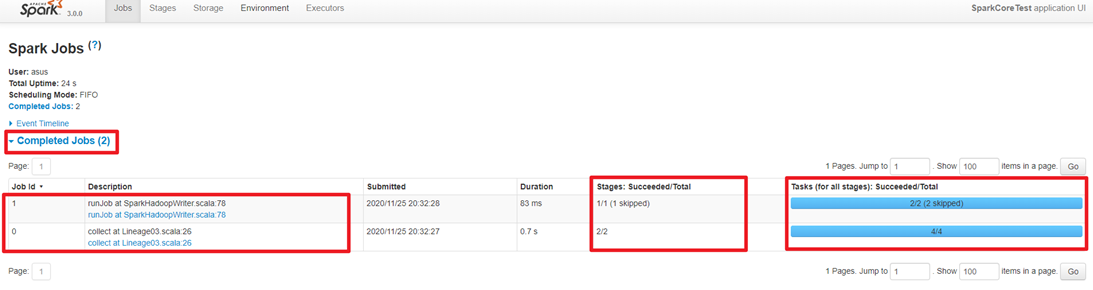 APACHE
Spark 3.0.0 Jobs Stages Storage Environment Executors SparkCoreTest application UI
Spark Jobs (?)
User: asus
Total Uptime: 24 s
Scheduling Mode: FIFO
Completed Jobs: 2
Event Timeline
Completed Jobs (2)
Page: 1 1 Pages. Jump to 1 . Show 100 items in a page. Go
Job Id ▾ Description Submitted Duration Stages: Succeeded/Total Tasks (for all stages): Succeeded/Total
1 runJob at SparkHadoopWriter.scala:78 2020/11/25 20:32:28 83 ms 1/1 (1 skipped) 2/2 (2 skipped)
runJob at SparkHadoopWriter.scala:78
0 collect at Lineage03.scala:26 2020/11/25 20:32:27 0.7 s 2/2 4/4
collect at Lineage03.scala:26
Page: 1 1 Pages. Jump to 1 . Show 100 items in a page. Go